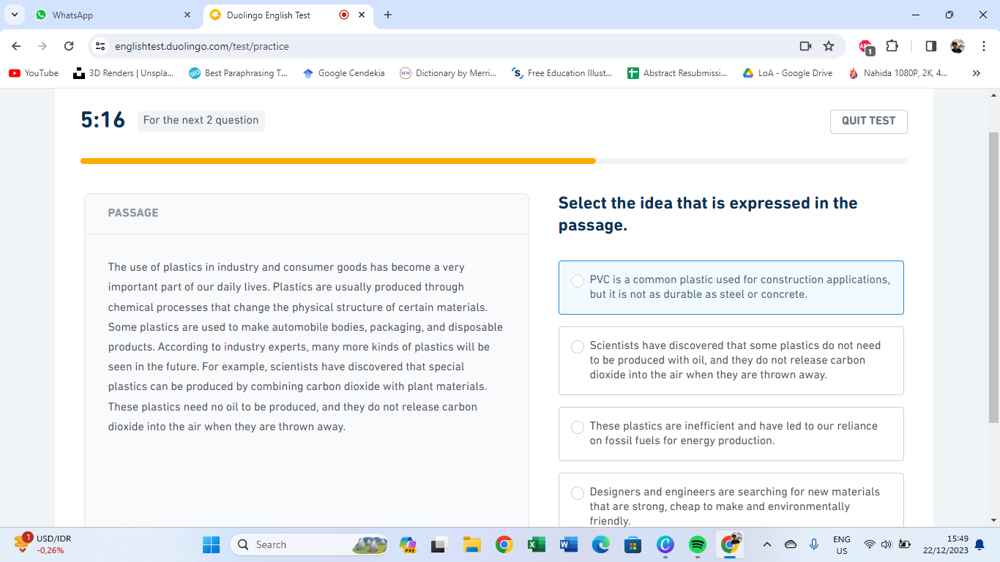 WhatsApp
Duolingo English Test
englishtest.duolingo.com/test/practice
1
YouTube
3D Renders | Unspla...
Best Paraphrasing T...
Google Cendekia
Dictionary by Merri...
Free Education Illust...
Abstract Resubmissi...
LoA - Google Drive
Nahida 1080P, 2K, 4...
5:16
For the next 2 question
QUIT TEST
PASSAGE
The use of plastics in industry and consumer goods has become a very
important part of our daily lives. Plastics are usually produced through
chemical processes that change the physical structure of certain materials.
Some plastics are used to make automobile bodies, packaging, and disposable
products. According to industry experts, many more kinds of plastics will be
seen in the future. For example, scientists have discovered that special
plastics can be produced by combining carbon dioxide with plant materials.
These plastics need no oil to be produced, and they do not release carbon
dioxide into the air when they are thrown away.
Select the idea that is expressed in the
passage.
PVC is a common plastic used for construction applications,
but it is not as durable as steel or concrete.
Scientists have discovered that some plastics do not need
to be produced with oil, and they do not release carbon
dioxide into the air when they are thrown away.
These plastics are inefficient and have led to our reliance
on fossil fuels for energy production.
Designers and engineers are searching for new materials
that are strong, cheap to make and environmentally
friendly.
1
USD/IDR
-0,26%
Search
PRE
ENG
US
15:49
22/12/2023